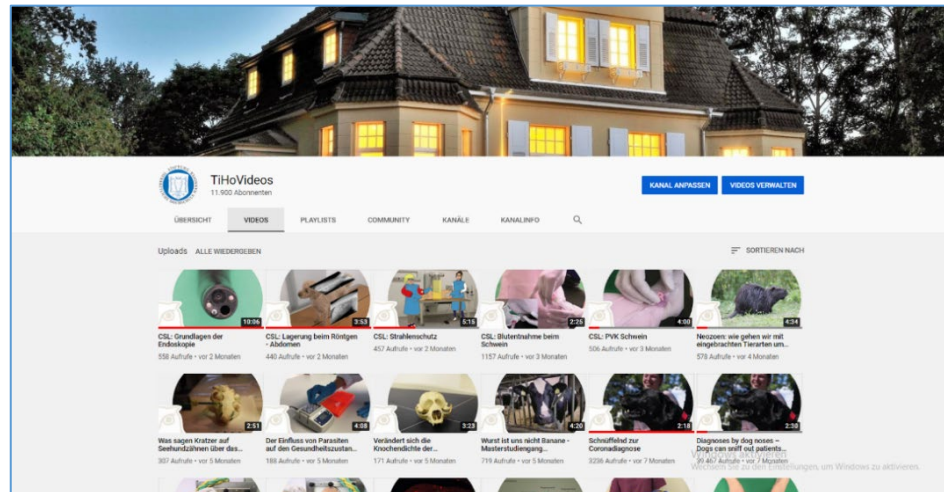 TiHoVideos
11.900 Abonnenten
KANAL ANPASSEN
VIDEOS VERWALTEN
ÜBERSICHT VIDEOS PLAYLISTS COMMUNITY KANÄLE KANALINFO
Uploads ALLE WIEDERGEBEN
SORTIEREN NACH
10:06
3:53
5:15
2:25
4:00
4:34
CSL: Grundlagen der
Endoskopie
558 Aufrufe • vor 2 Monaten
CSL: Lagerung beim Röntgen
- Abdomen
440 Aufrufe • vor 2 Monaten
CSL: Strahlenschutz
457 Aufrufe • vor 2 Monaten
CSL: Blutentnahme beim
Schwein
1157 Aufrufe • vor 3 Monaten
CSL: PVK Schwein
506 Aufrufe • vor 3 Monaten
Neozoen: wie gehen wir mit
eingebrachten Tierarten um...
578 Aufrufe • vor 4 Monaten
2:51
4:08
3:23
4:20
2:18
2:30
Was sagen Kratzer auf
Seehundzähnen über das...
307 Aufrufe • vor 5 Monaten
Der Einfluss von Parasiten
auf den Gesundheitszustan...
188 Aufrufe • vor 5 Monaten
Verändert sich die
Knochendichte der...
171 Aufrufe • vor 5 Monaten
Wurst ist uns nicht Banane -
Masterstudiengang...
719 Aufrufe • vor 5 Monaten
Schnüffelnd zur
Coronadiagnose
3236 Aufrufe • vor 7 Monaten
Diagnoses by dog noses –
Dogs can sniff out patients...
Aufrufe • vor 7 Monaten
Windows aktivieren
Wechseln Sie zu den Einstellungen, um Windows zu aktivieren.